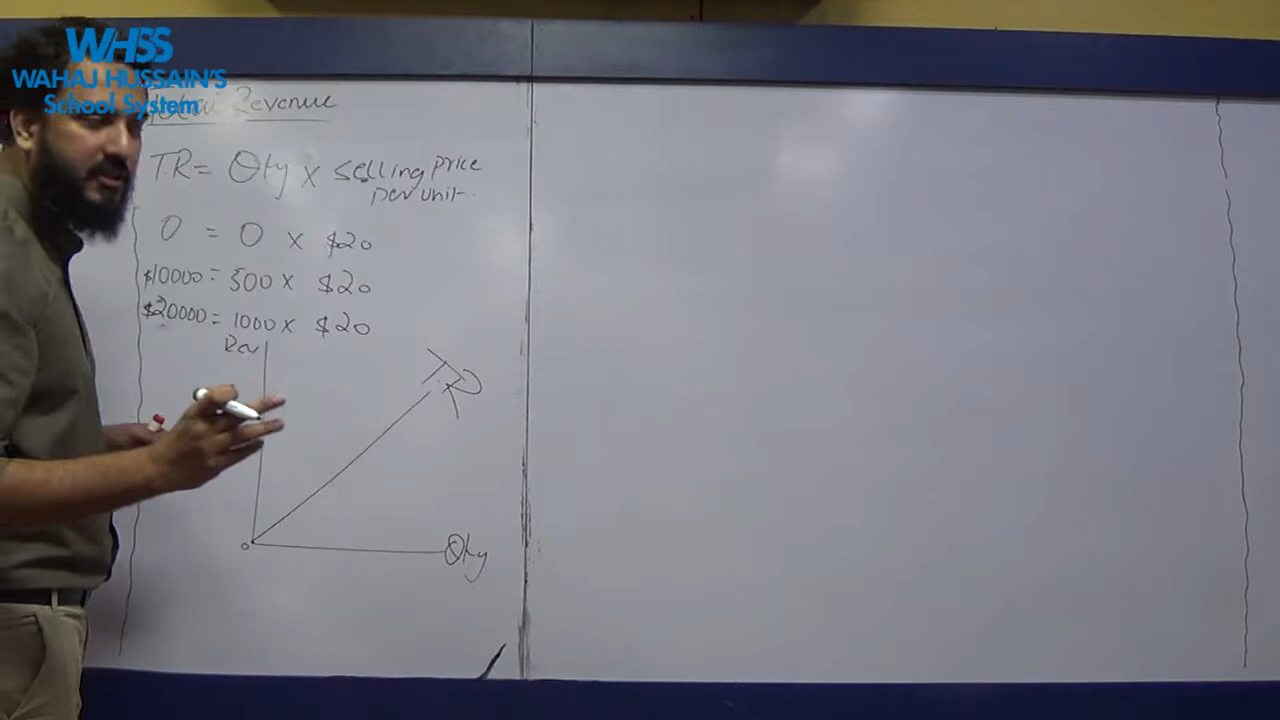 WHSS
WAHAJ HUSSAIN'S
School System
Revenue
TR = Qty x selling price
per unit.
0 = 0 x $20
$10000 = 500 x $20
$20000 = 1000 x $20
Rev
TR
0
Qty